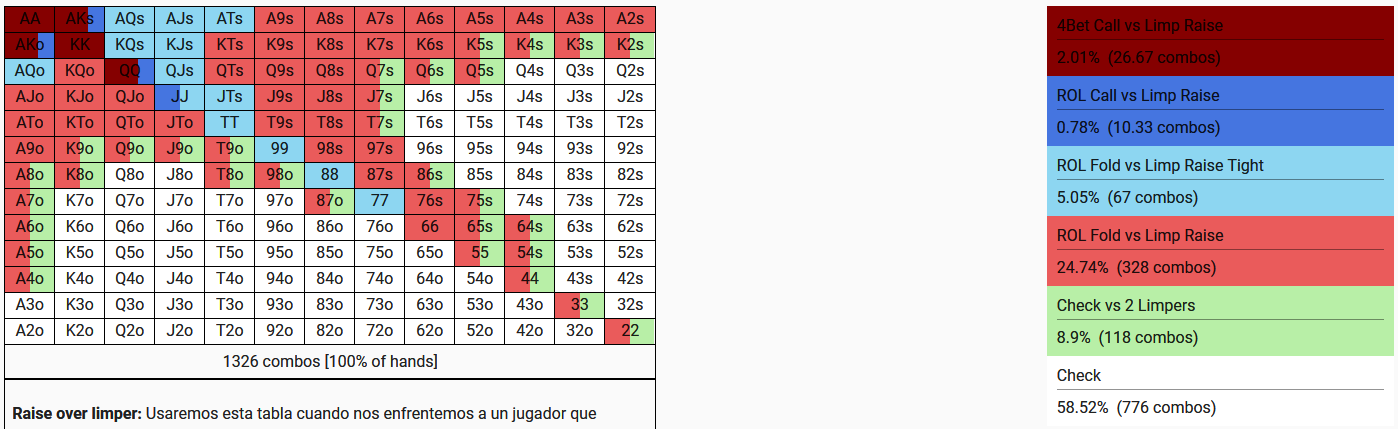 AA AKs AQs AJs ATs A9s A8s A7s A6s A5s A4s A3s A2s
AKo KK KQs KJs KTs K9s K8s K7s K6s K5s K4s K3s K2s
AQo KQo QQ QJs QTs Q9s Q8s Q7s Q6s Q5s Q4s Q3s Q2s
AJo KJo QJo JJ JTs J9s J8s J7s J6s J5s J4s J3s J2s
ATo KTo QTo JTo TT T9s T8s T7s T6s T5s T4s T3s T2s
A9o K9o Q9o J9o T9o 99 98s 97s 96s 95s 94s 93s 92s
A8o K8o Q8o J8o T8o 98o 88 87s 86s 85s 84s 83s 82s
A7o K7o Q7o J7o T7o 97o 87o 77 76s 75s 74s 73s 72s
A6o K6o Q6o J6o T6o 96o 86o 76o 66 65s 64s 63s 62s
A5o K5o Q5o J5o T5o 95o 85o 75o 65o 55 54s 53s 52s
A4o K4o Q4o J4o T4o 94o 84o 74o 64o 54o 44 43s 42s
A3o K3o Q3o J3o T3o 93o 83o 73o 63o 53o 43o 33 32s
A2o K2o Q2o J2o T2o 92o 82o 72o 62o 52o 42o 32o 22
1326 combos [100% of hands]
Raise over limper: Usaremos esta tabla cuando nos enfrentemos a un jugador que
4Bet Call vs Limp Raise
2.01% (26.67 combos)
ROL Call vs Limp Raise
0.78% (10.33 combos)
ROL Fold vs Limp Raise Tight
5.05% (67 combos)
ROL Fold vs Limp Raise
24.74% (328 combos)
Check vs 2 Limpers
8.9% (118 combos)
Check
58.52% (776 combos)